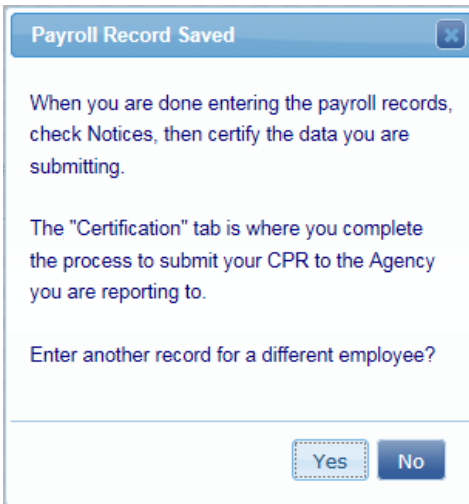 Payroll Record Saved
When you are done entering the payroll records,
check Notices, then certify the data you are
submitting.
The "Certification" tab is where you complete
the process to submit your CPR to the Agency
you are reporting to.
Enter another record for a different employee?
Yes No